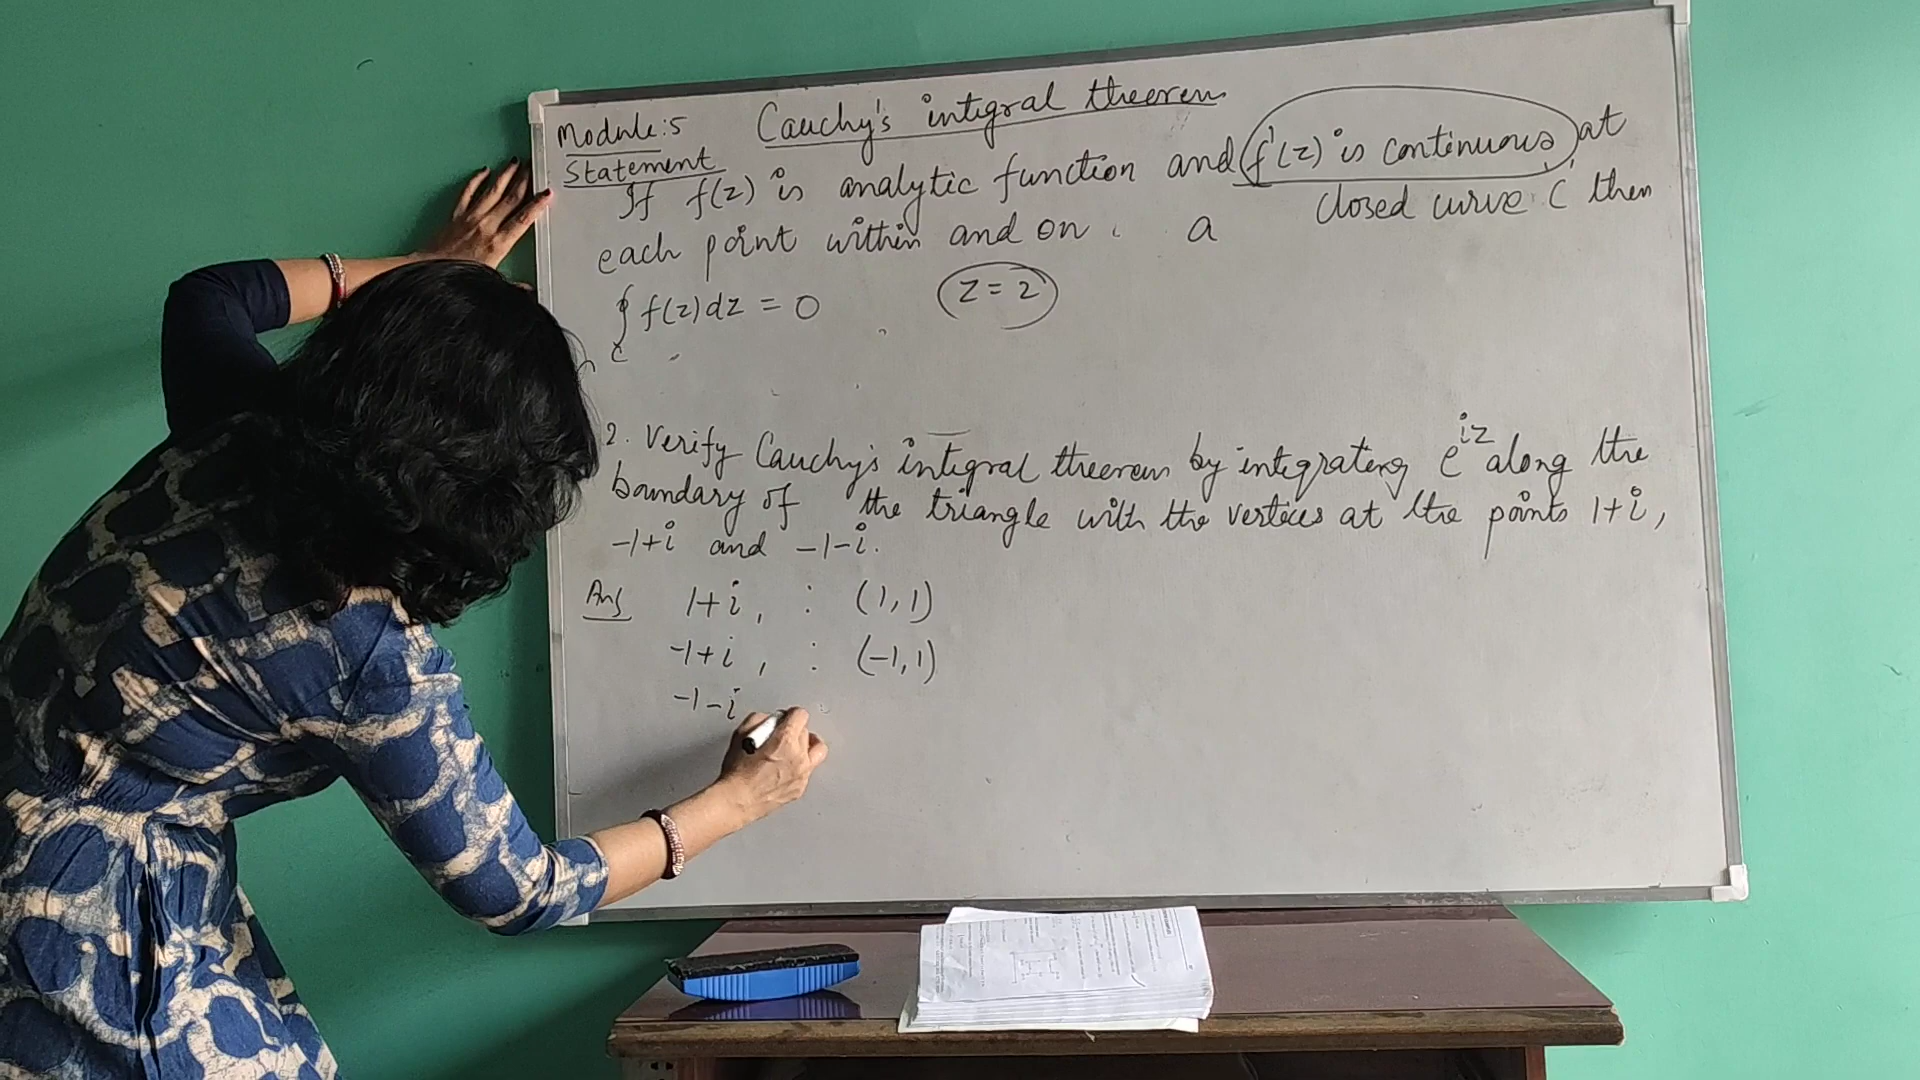 Module:5 Cauchy's integral theorem
Statement
If f(z) is analytic function and f'(z) is continuous at
each point within and on a closed curve C then
∮_C f(z)dz = 0 z=2
2. Verify Cauchy's integral theorem by integrating e^{iz} along the
boundary of the triangle with the vertices at the points 1+i,
-1+i and -1-i.
Ans 1+i, : (1,1)
-1+i, : (-1,1)
-1-i